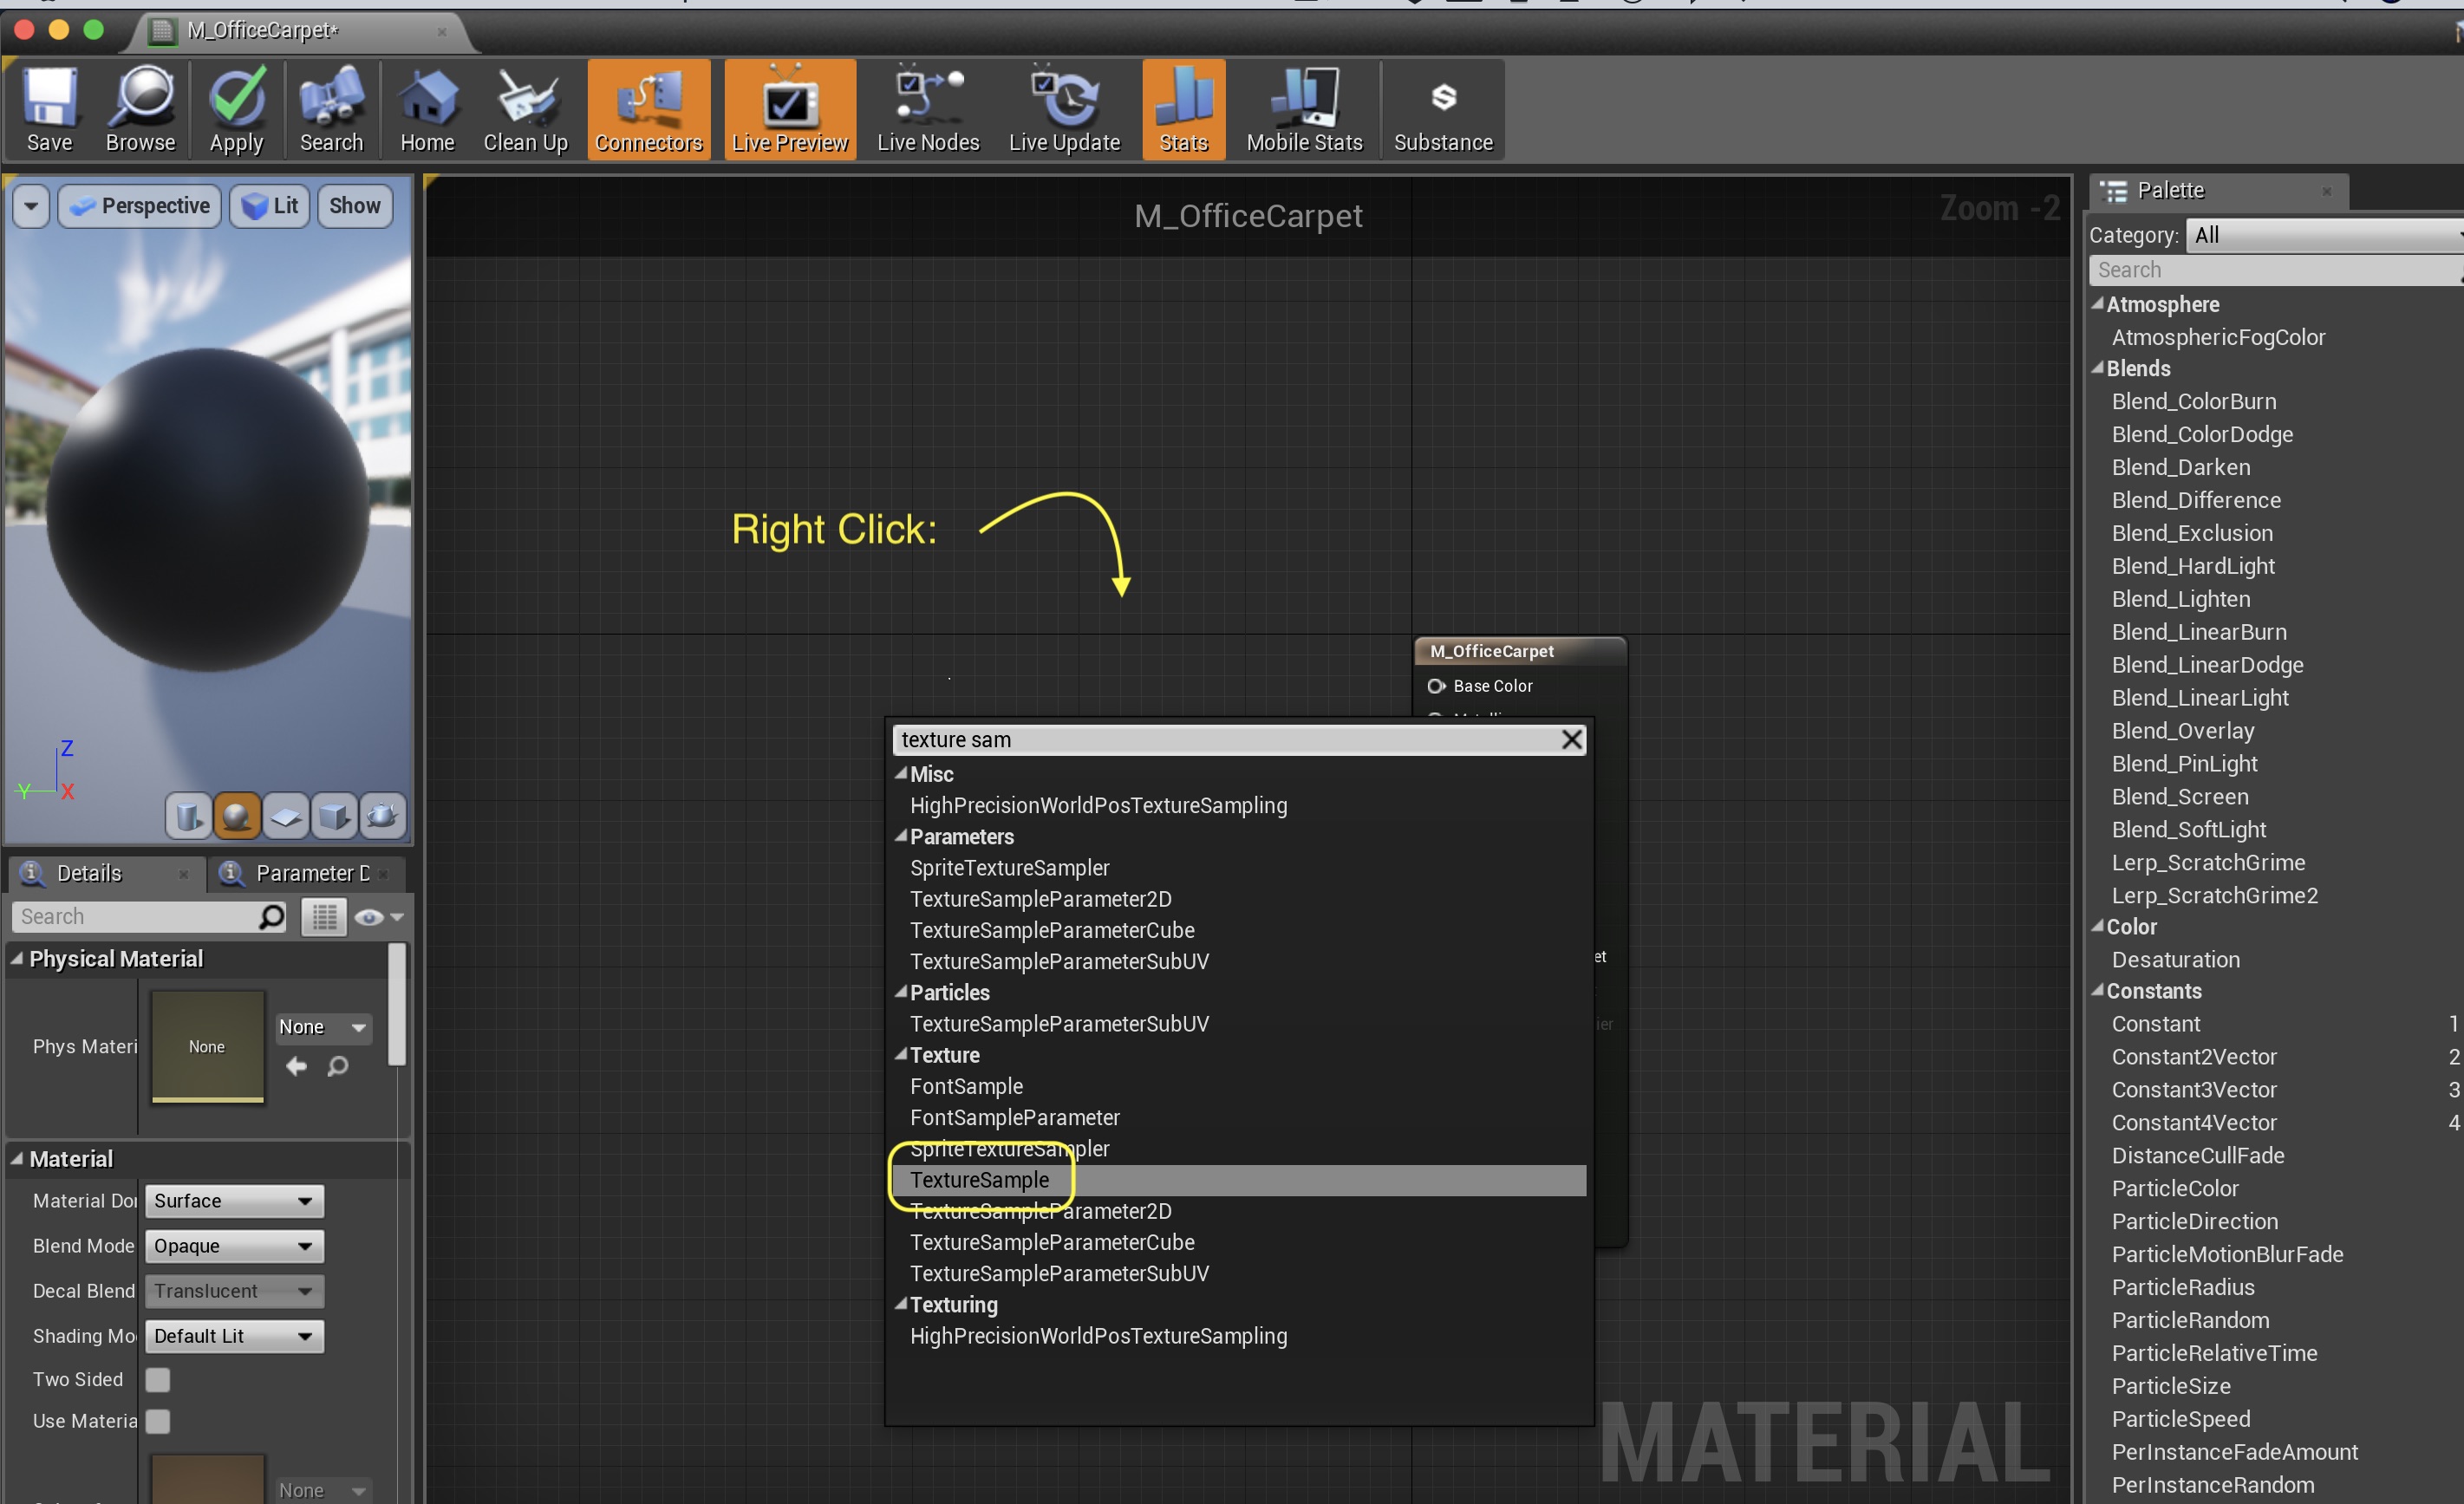 M_OfficeCarpet*
Save
Browse
Apply
Search
Home
Clean Up
Connectors
Live Preview
Live Nodes
Live Update
Stats
Mobile Stats
Substance
Perspective
Lit
Show
Z
Y
X
M_OfficeCarpet
Zoom -2
Right Click:
M_OfficeCarpet
Base Color
texture sam
Misc
HighPrecisionWorldPosTextureSampling
Parameters
SpriteTextureSampler
TextureSampleParameter2D
TextureSampleParameterCube
TextureSampleParameterSubUV
Particles
TextureSampleParameterSubUV
Texture
FontSample
FontSampleParameter
SpriteTextureSampler
TextureSample
TextureSampleParameter2D
TextureSampleParameterCube
TextureSampleParameterSubUV
Texturing
HighPrecisionWorldPosTextureSampling
et
ier
MATERIAL
Details
Parameter D
Search
Physical Material
Phys Materi
None
None
Material
Material Do
Surface
Blend Mode
Opaque
Decal Blend
Translucent
Shading Mo
Default Lit
Two Sided
Use Materia
None
Palette
Category: All
Search
Atmosphere
AtmosphericFogColor
Blends
Blend_ColorBurn
Blend_ColorDodge
Blend_Darken
Blend_Difference
Blend_Exclusion
Blend_HardLight
Blend_Lighten
Blend_LinearBurn
Blend_LinearDodge
Blend_LinearLight
Blend_Overlay
Blend_PinLight
Blend_Screen
Blend_SoftLight
Lerp_ScratchGrime
Lerp_ScratchGrime2
Color
Desaturation
Constants
Constant 1
Constant2Vector 2
Constant3Vector 3
Constant4Vector 4
DistanceCullFade
ParticleColor
ParticleDirection
ParticleMotionBlurFade
ParticleRadius
ParticleRandom
ParticleRelativeTime
ParticleSize
ParticleSpeed
PerInstanceFadeAmount
PerInstanceRandom